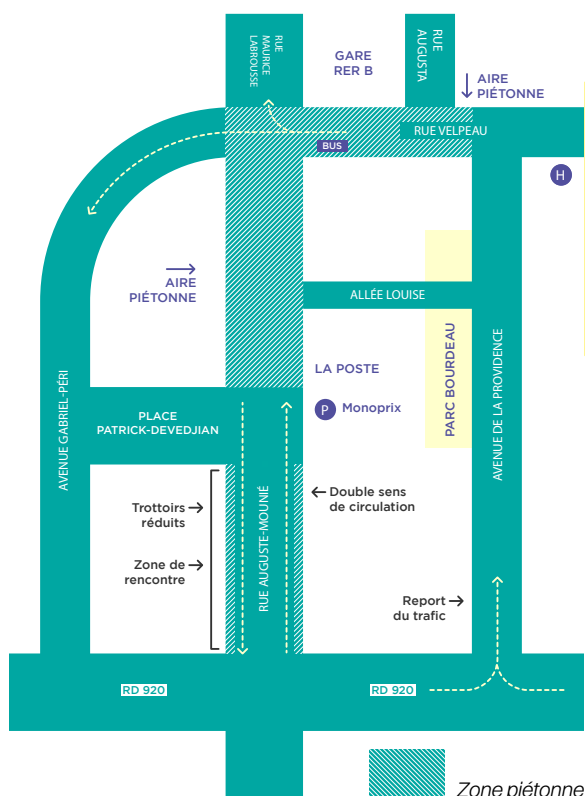 RUE
MAURICE
LABROUSSE
GARE
RER B
RUE
AUGUSTA
AIRE
PIÉTONNE
RUE VELPEAU
BUS
H
AIRE
PIÉTONNE
ALLÉE LOUISE
LA POSTE
P Monoprix
PARC BOURDEAU
AVENUE DE LA PROVIDENCE
AVENUE GABRIEL-PÉRI
PLACE
PATRICK-DEVEDJIAN
Trottoirs
réduits
Zone de
rencontre
RUE AUGUSTE-MOUNIÉ
Double sens
de circulation
Report
du trafic
RD 920
RD 920
Zone piétonne